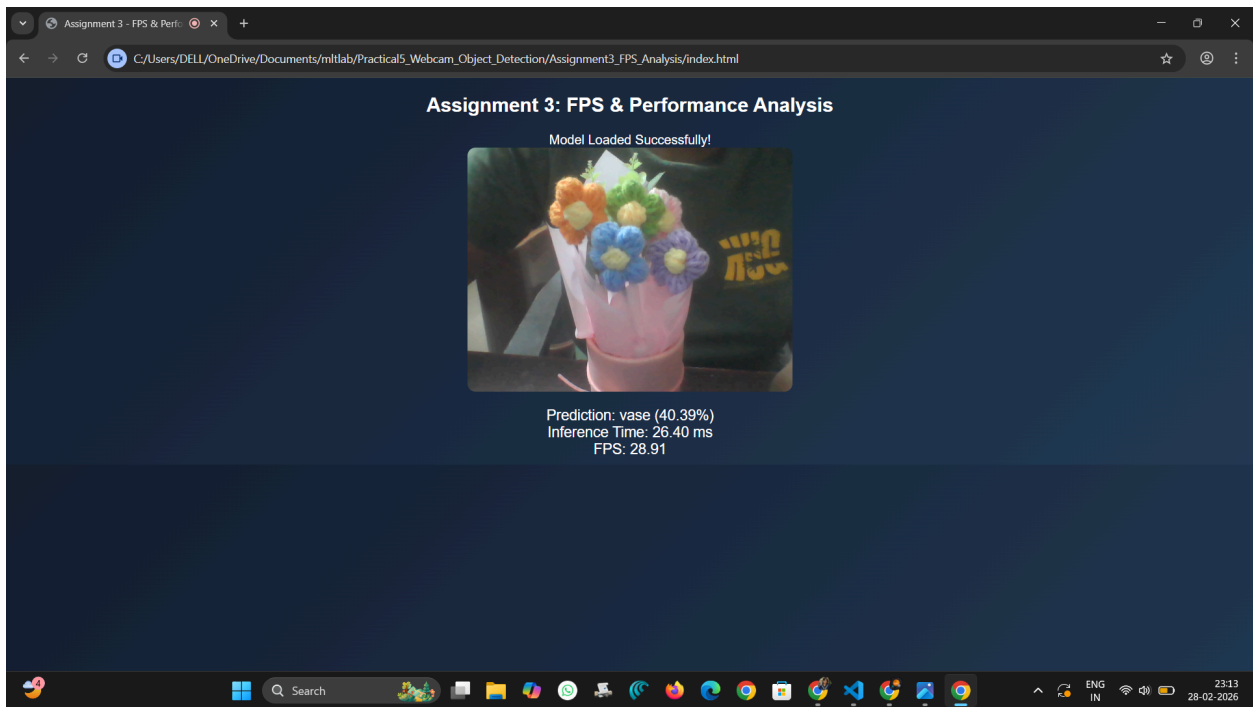 Assignment 3 - FPS & Perfo
C:/Users/DELL/OneDrive/Documents/mltlab/Practical5_Webcam_Object_Detection/Assignment3_FPS_Analysis/index.html
Assignment 3: FPS & Performance Analysis
Model Loaded Successfully!
Prediction: vase (40.39%)
Inference Time: 26.40 ms
FPS: 28.91
4
Search
ENG
IN
23:13
28-02-2026